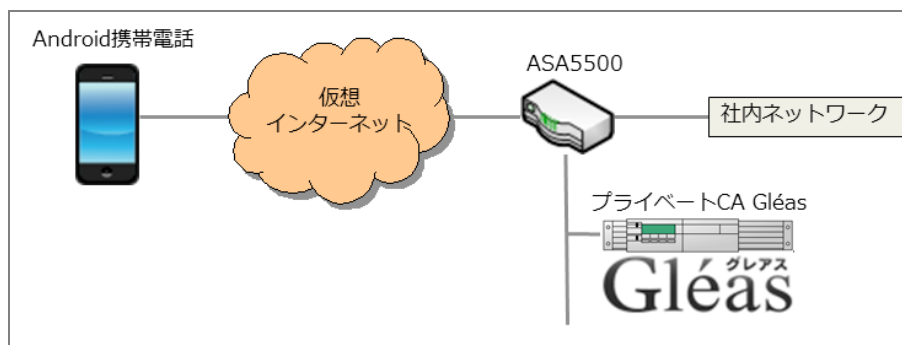 Android携帯電話
仮想
インターネット
ASA5500
社内ネットワーク
プライベートCA Gléas
グレアス
Gléas